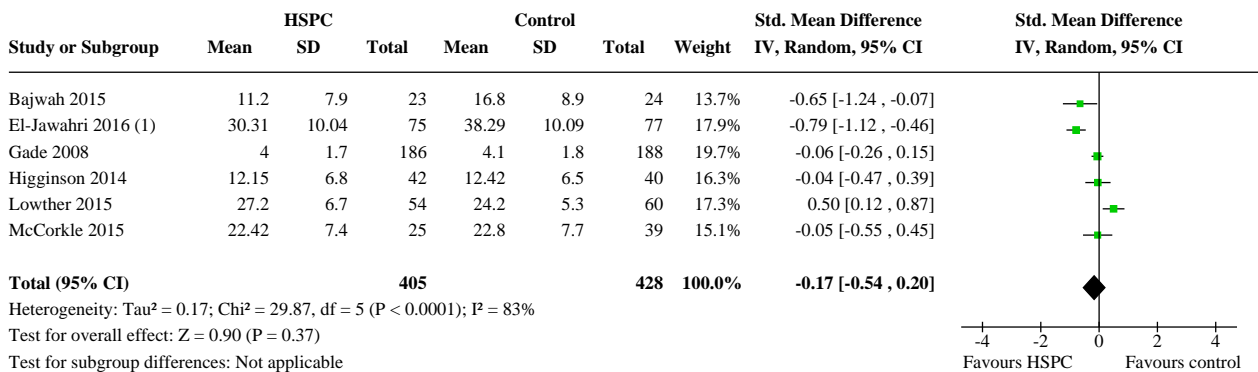 HSPC Control Std. Mean Difference Std. Mean Difference
Study or Subgroup Mean SD Total Mean SD Total Weight IV, Random, 95% CI IV, Random, 95% CI
Bajwah 2015 11.2 7.9 23 16.8 8.9 24 13.7% -0.65 [-1.24 , -0.07]
El-Jawahri 2016 (1) 30.31 10.04 75 38.29 10.09 77 17.9% -0.79 [-1.12 , -0.46]
Gade 2008 4 1.7 186 4.1 1.8 188 19.7% -0.06 [-0.26 , 0.15]
Higginson 2014 12.15 6.8 42 12.42 6.5 40 16.3% -0.04 [-0.47 , 0.39]
Lowther 2015 27.2 6.7 54 24.2 5.3 60 17.3% 0.50 [0.12 , 0.87]
McCorkle 2015 22.42 7.4 25 22.8 7.7 39 15.1% -0.05 [-0.55 , 0.45]
Total (95% CI) 405 428 100.0% -0.17 [-0.54 , 0.20]
Heterogeneity: Tau² = 0.17; Chi² = 29.87, df = 5 (P < 0.0001); I² = 83%
Test for overall effect: Z = 0.90 (P = 0.37)
Test for subgroup differences: Not applicable
-4 -2 0 2 4
Favours HSPC Favours control